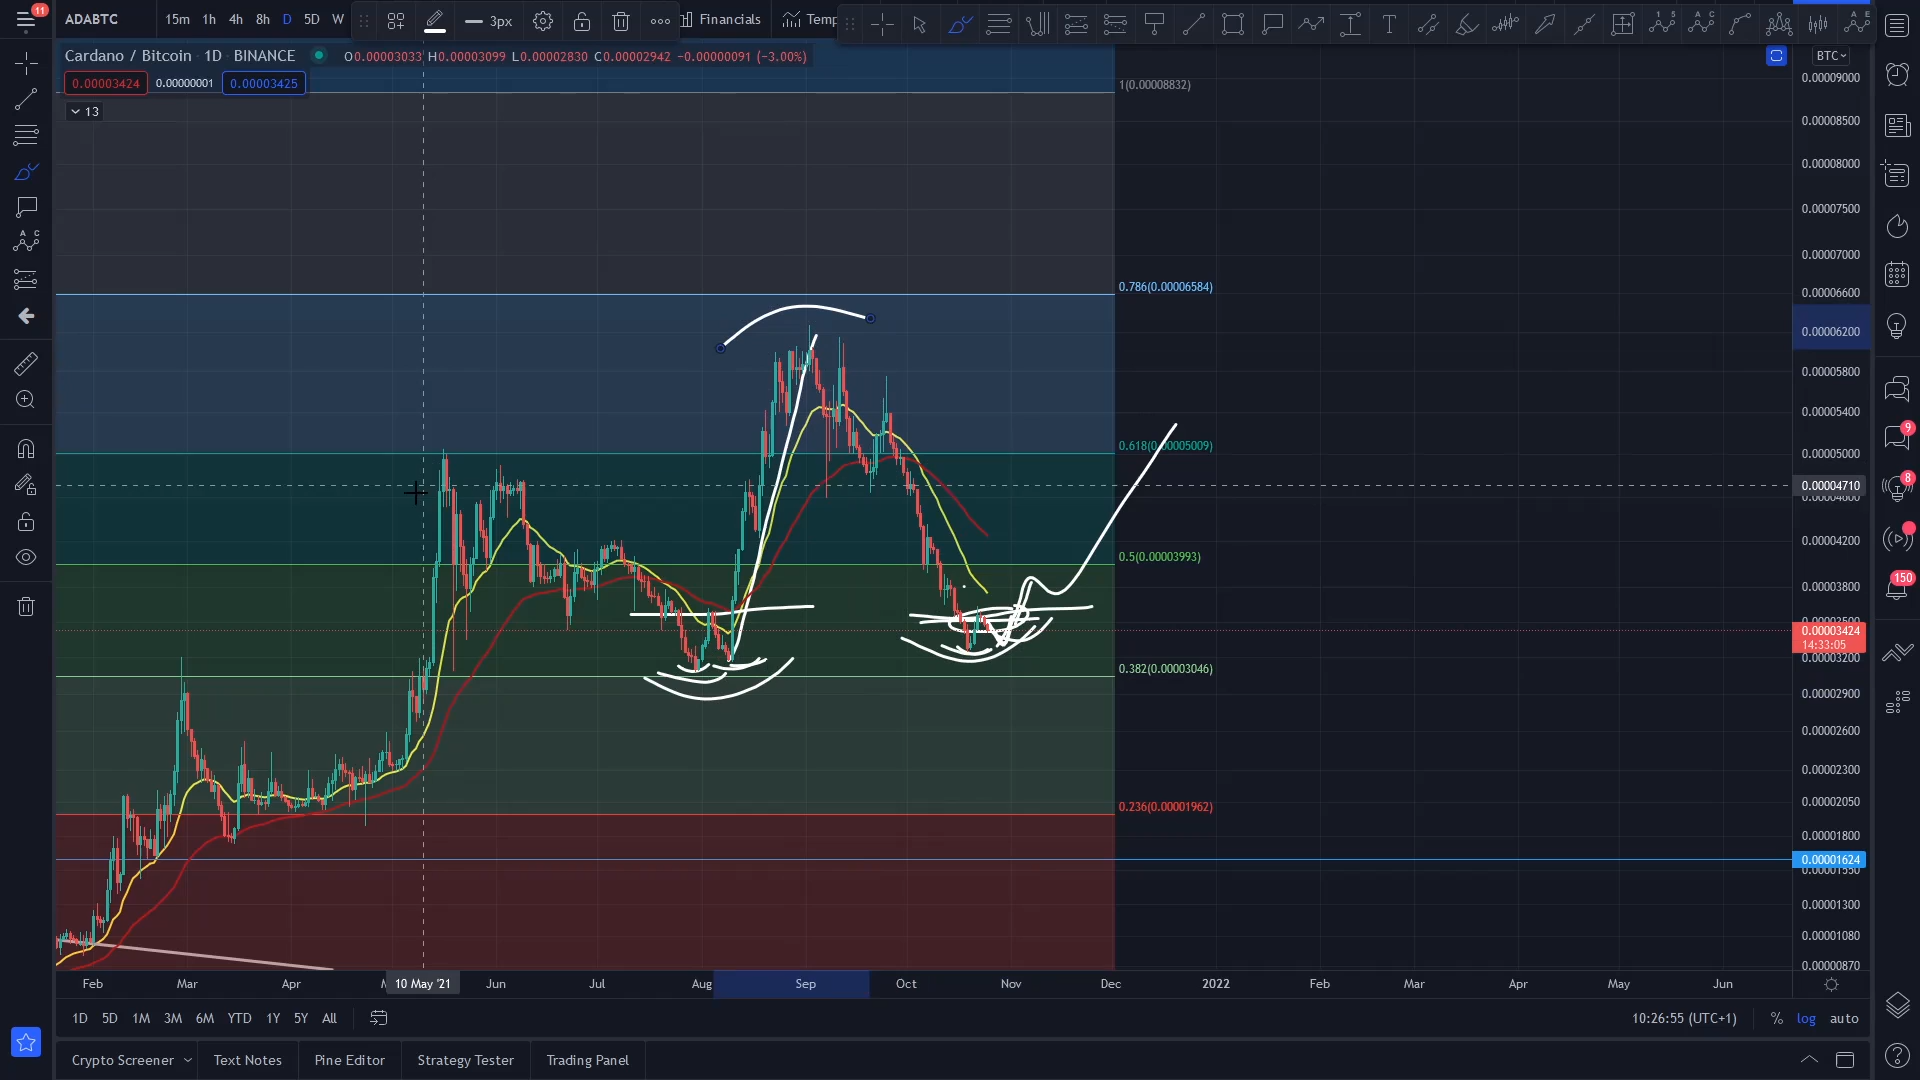 11
ADABTC
15m 1h 4h 8h D 5D W
3px
Financials
Temp
Cardano / Bitcoin 1D BINANCE
O0.00003033 H0.00003099 L0.00002830 C0.00002942 −0.00000091 (−3.00%)
0.00003424 0.00000001 0.00003425
13
BTC
1(0.00008832)
0.786(0.00006584)
0.618(0.00005009)
0.5(0.00003993)
0.382(0.00003046)
0.236(0.00001962)
0.00009000
0.00008500
0.00008000
0.00007500
0.00007000
0.00006600
0.00006200
0.00005800
0.00005400
0.00005000
0.00004710
0.00004200
0.00003800
0.00003424
14:33:05
0.00003200
0.00002900
0.00002600
0.00002300
0.00002050
0.00001800
0.00001624
0.00001550
0.00001300
0.00001080
0.00000870
9
8
150
Feb Mar Apr 10 May '21 Jun Jul Aug Sep Oct Nov Dec 2022 Feb Mar Apr May Jun
1D 5D 1M 3M 6M YTD 1Y 5Y All
10:26:55 (UTC+1) % log auto
Crypto Screener Text Notes Pine Editor Strategy Tester Trading Panel